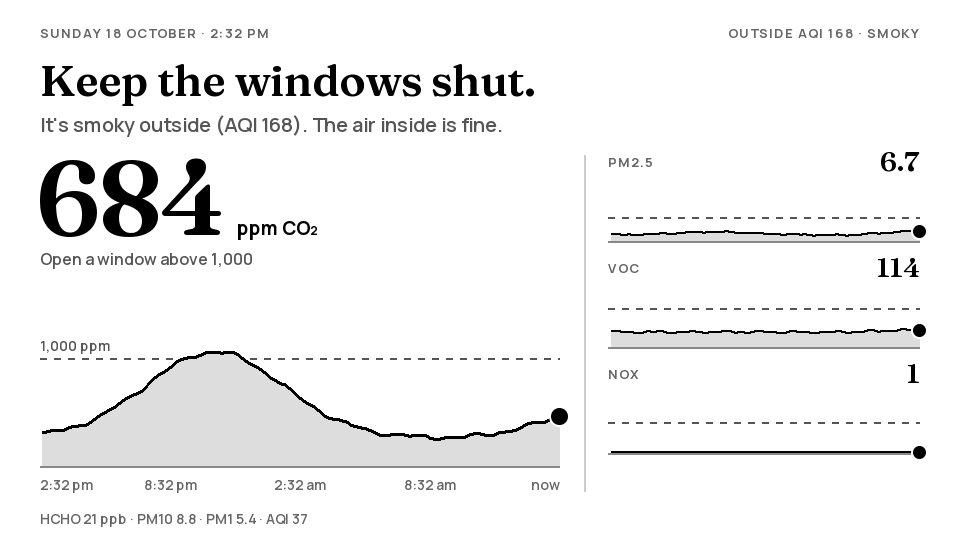 SUNDAY 18 OCTOBER · 2:32 PM
OUTSIDE AQI 168 · SMOKY
Keep the windows shut.
It's smoky outside (AQI 168). The air inside is fine.
684 ppm CO₂
Open a window above 1,000
1,000 ppm
2:32 pm 8:32 pm 2:32 am 8:32 am now
HCHO 21 ppb · PM10 8.8 · PM1 5.4 · AQI 37
PM2.5 6.7
VOC 114
NOX 1